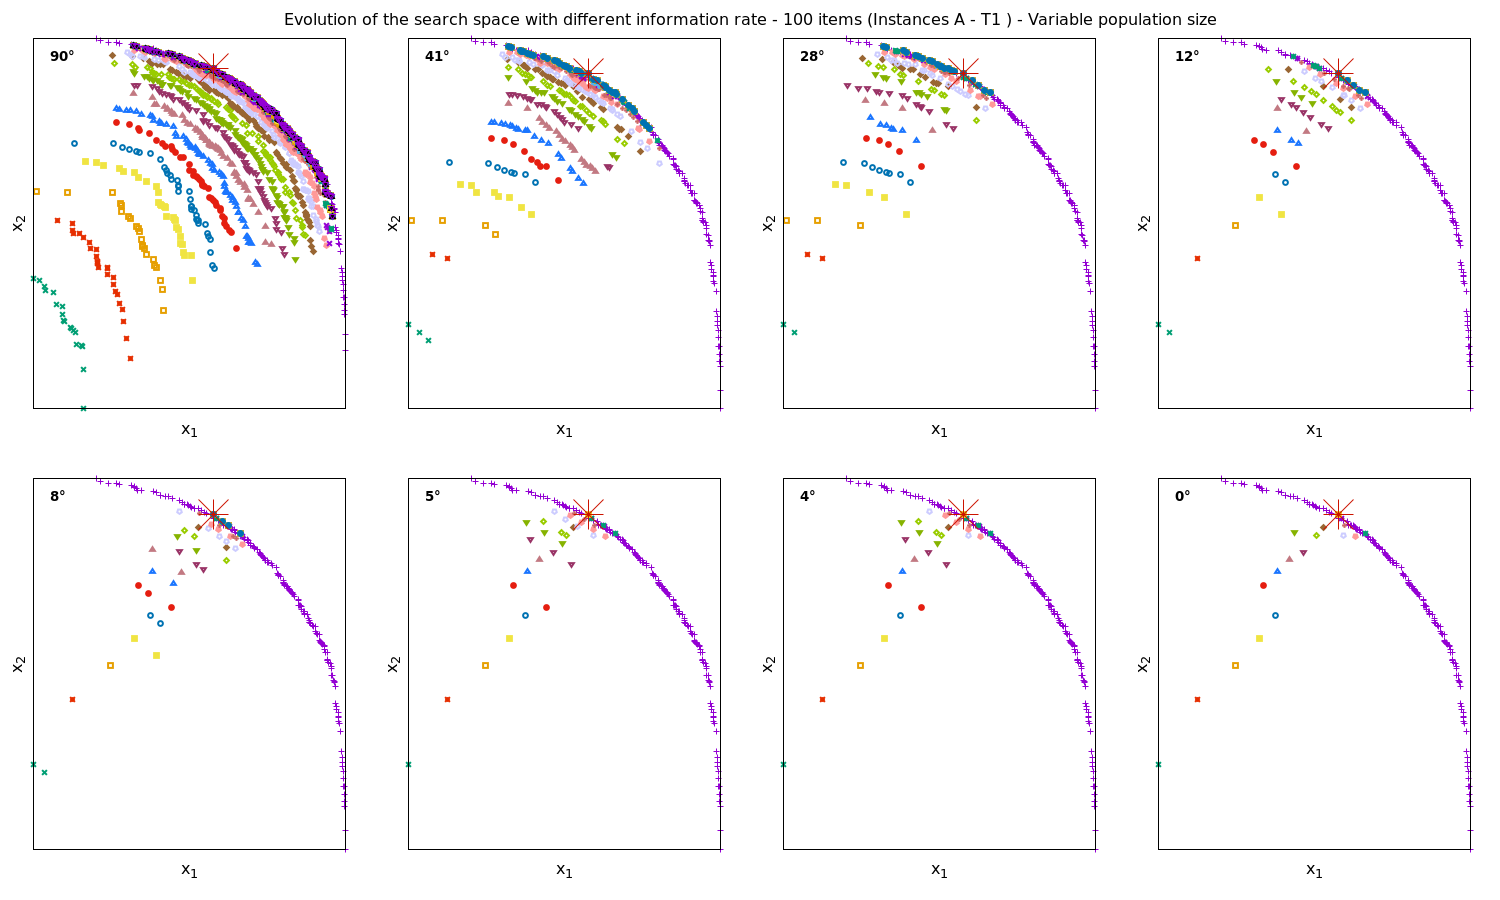 Evolution of the search space with different information rate - 100 items (Instances A - T1 ) - Variable population size
90°
41°
28°
12°
x2
x2
x2
x2
x1
x1
x1
x1
8°
5°
4°
0°
x2
x2
x2
x2
x1
x1
x1
x1